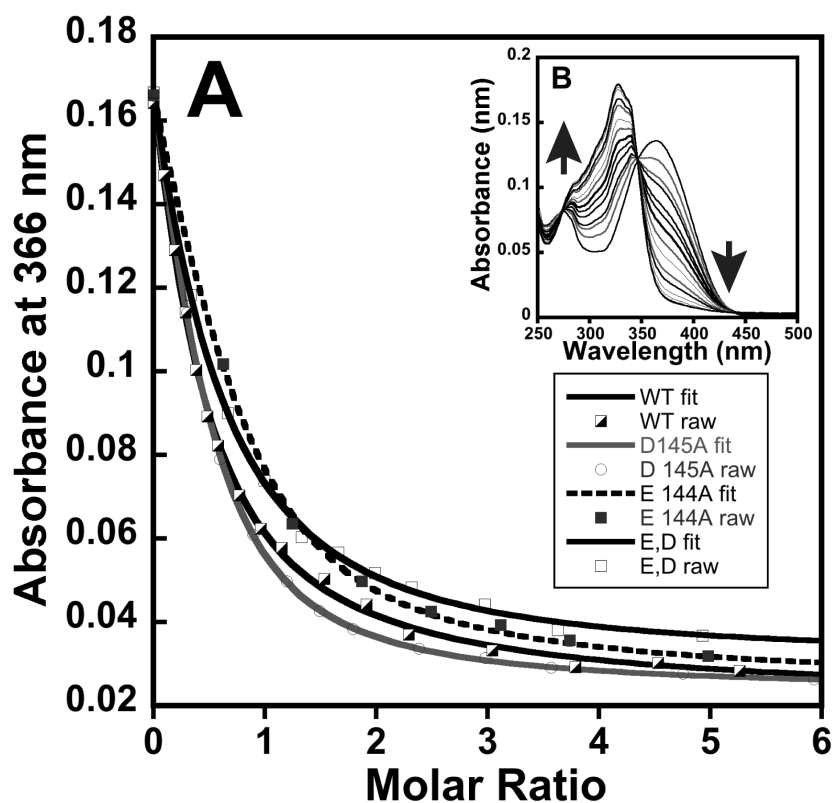 A
Absorbance at 366 nm
0.18
0.16
0.14
0.12
0.1
0.08
0.06
0.04
0.02
0 1 2 3 4 5 6
Molar Ratio
B
Absorbance (nm)
0.2
0.15
0.1
0.05
0
250 300 350 400 450 500
Wavelength (nm)
WT fit
WT raw
D145A fit
D 145A raw
E 144A fit
E 144A raw
E,D fit
E,D raw